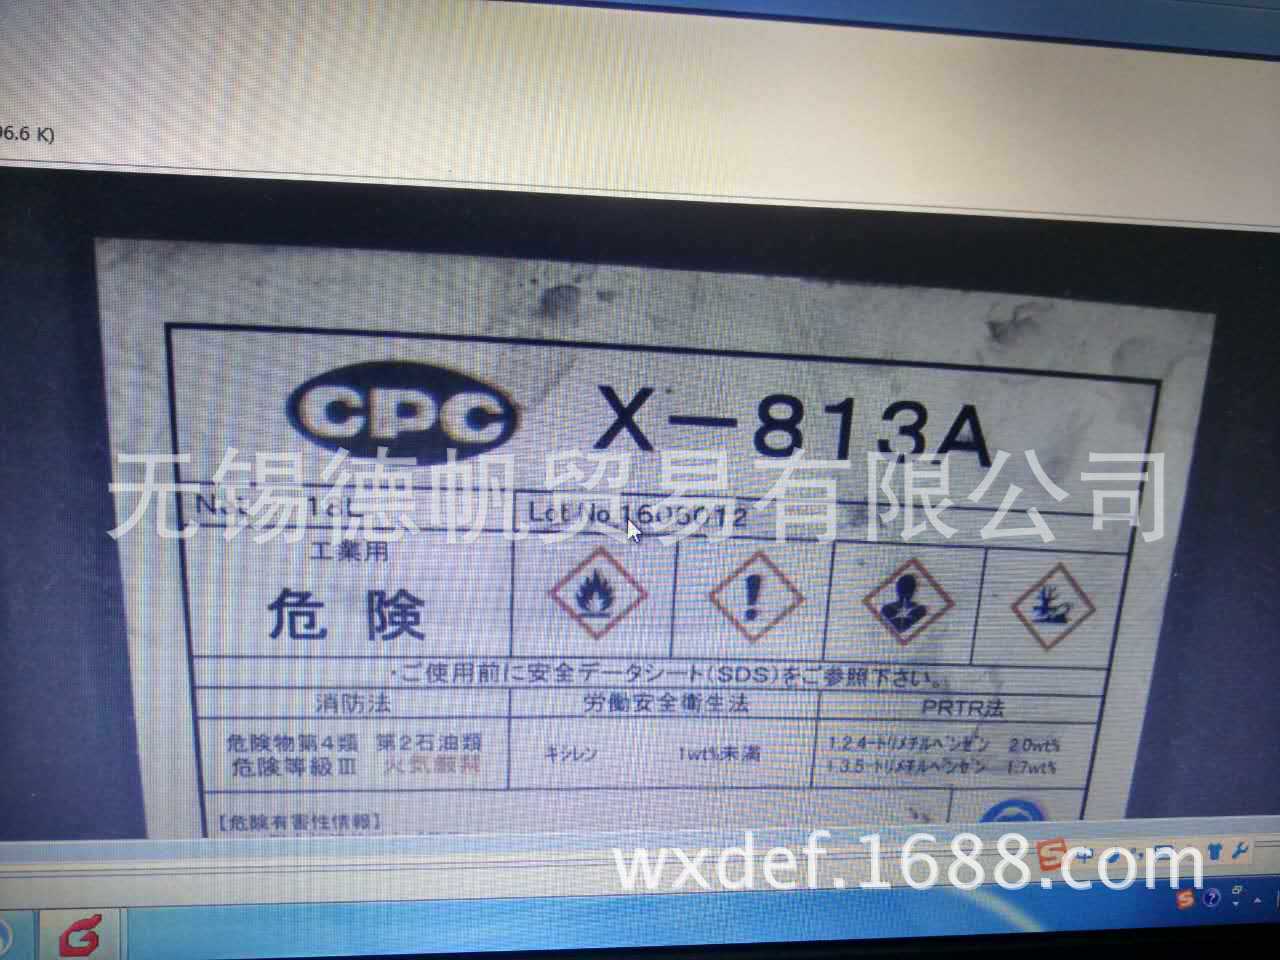 96.6 K)
CPC X-813A
无锡德帆贸易有限公司
18L Lot No.
工業用
危険
・ご使用前に安全データシート(SDS)をご参照下さい。
消防法 労働安全衛生法 PRTR法
危険物第4類 第2石油類 キシレン 1wt%未満 1.2.4-トリメチルベンゼン 2.0wt%
危険等級III 火気厳禁 1.3.5-トリメチルベンゼン 1.7wt%
【危険有害性情報】
wxdef.1688.com